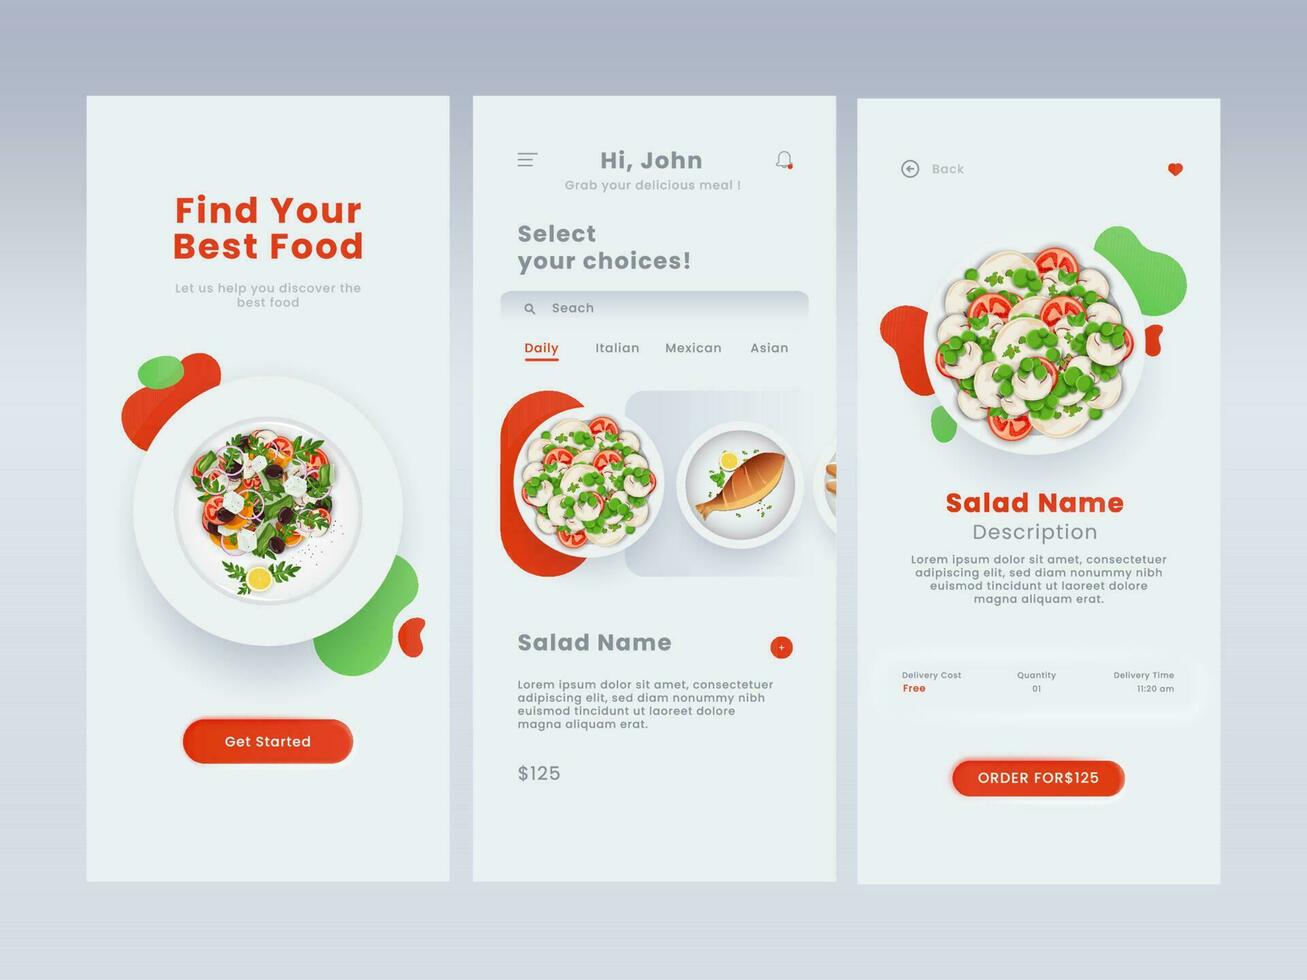 Find Your
Best Food
Let us help you discover the
best food
Get Started
Hi, John
Grab your delicious meal !
Select
your choices!
Seach
Daily Italian Mexican Asian
Salad Name
+
Lorem ipsum dolor sit amet, consectetuer
adipiscing elit, sed diam nonummy nibh
euismod tincidunt ut laoreet dolore
magna aliquam erat.
$125
Back
Salad Name
Description
Lorem ipsum dolor sit amet, consectetuer
adipiscing elit, sed diam nonummy nibh
euismod tincidunt ut laoreet dolore
magna aliquam erat.
Delivery Cost Quantity Delivery Time
Free 01 11:20 am
ORDER FOR$125